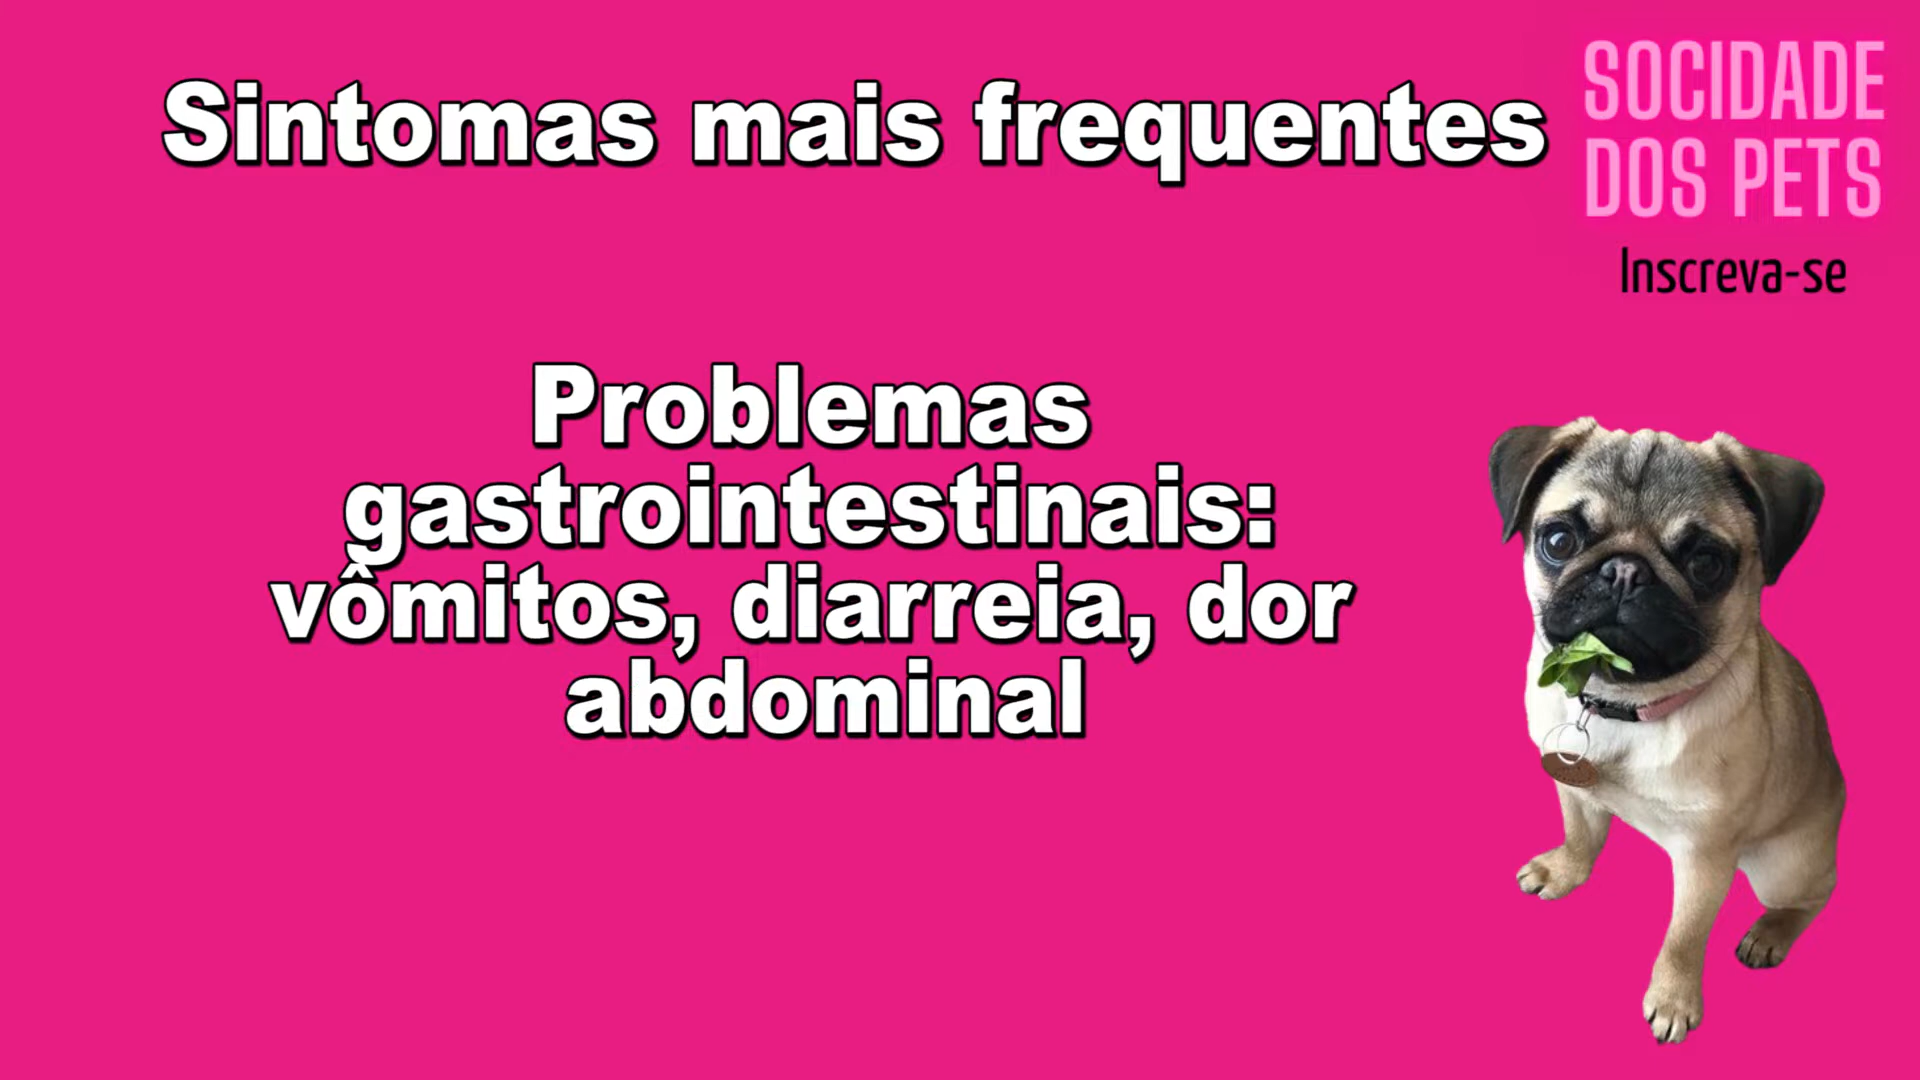 Sintomas mais frequentes
SOCIDADE
DOS PETS
Inscreva-se
Problemas
gastrointestinais:
vômitos, diarreia, dor
abdominal